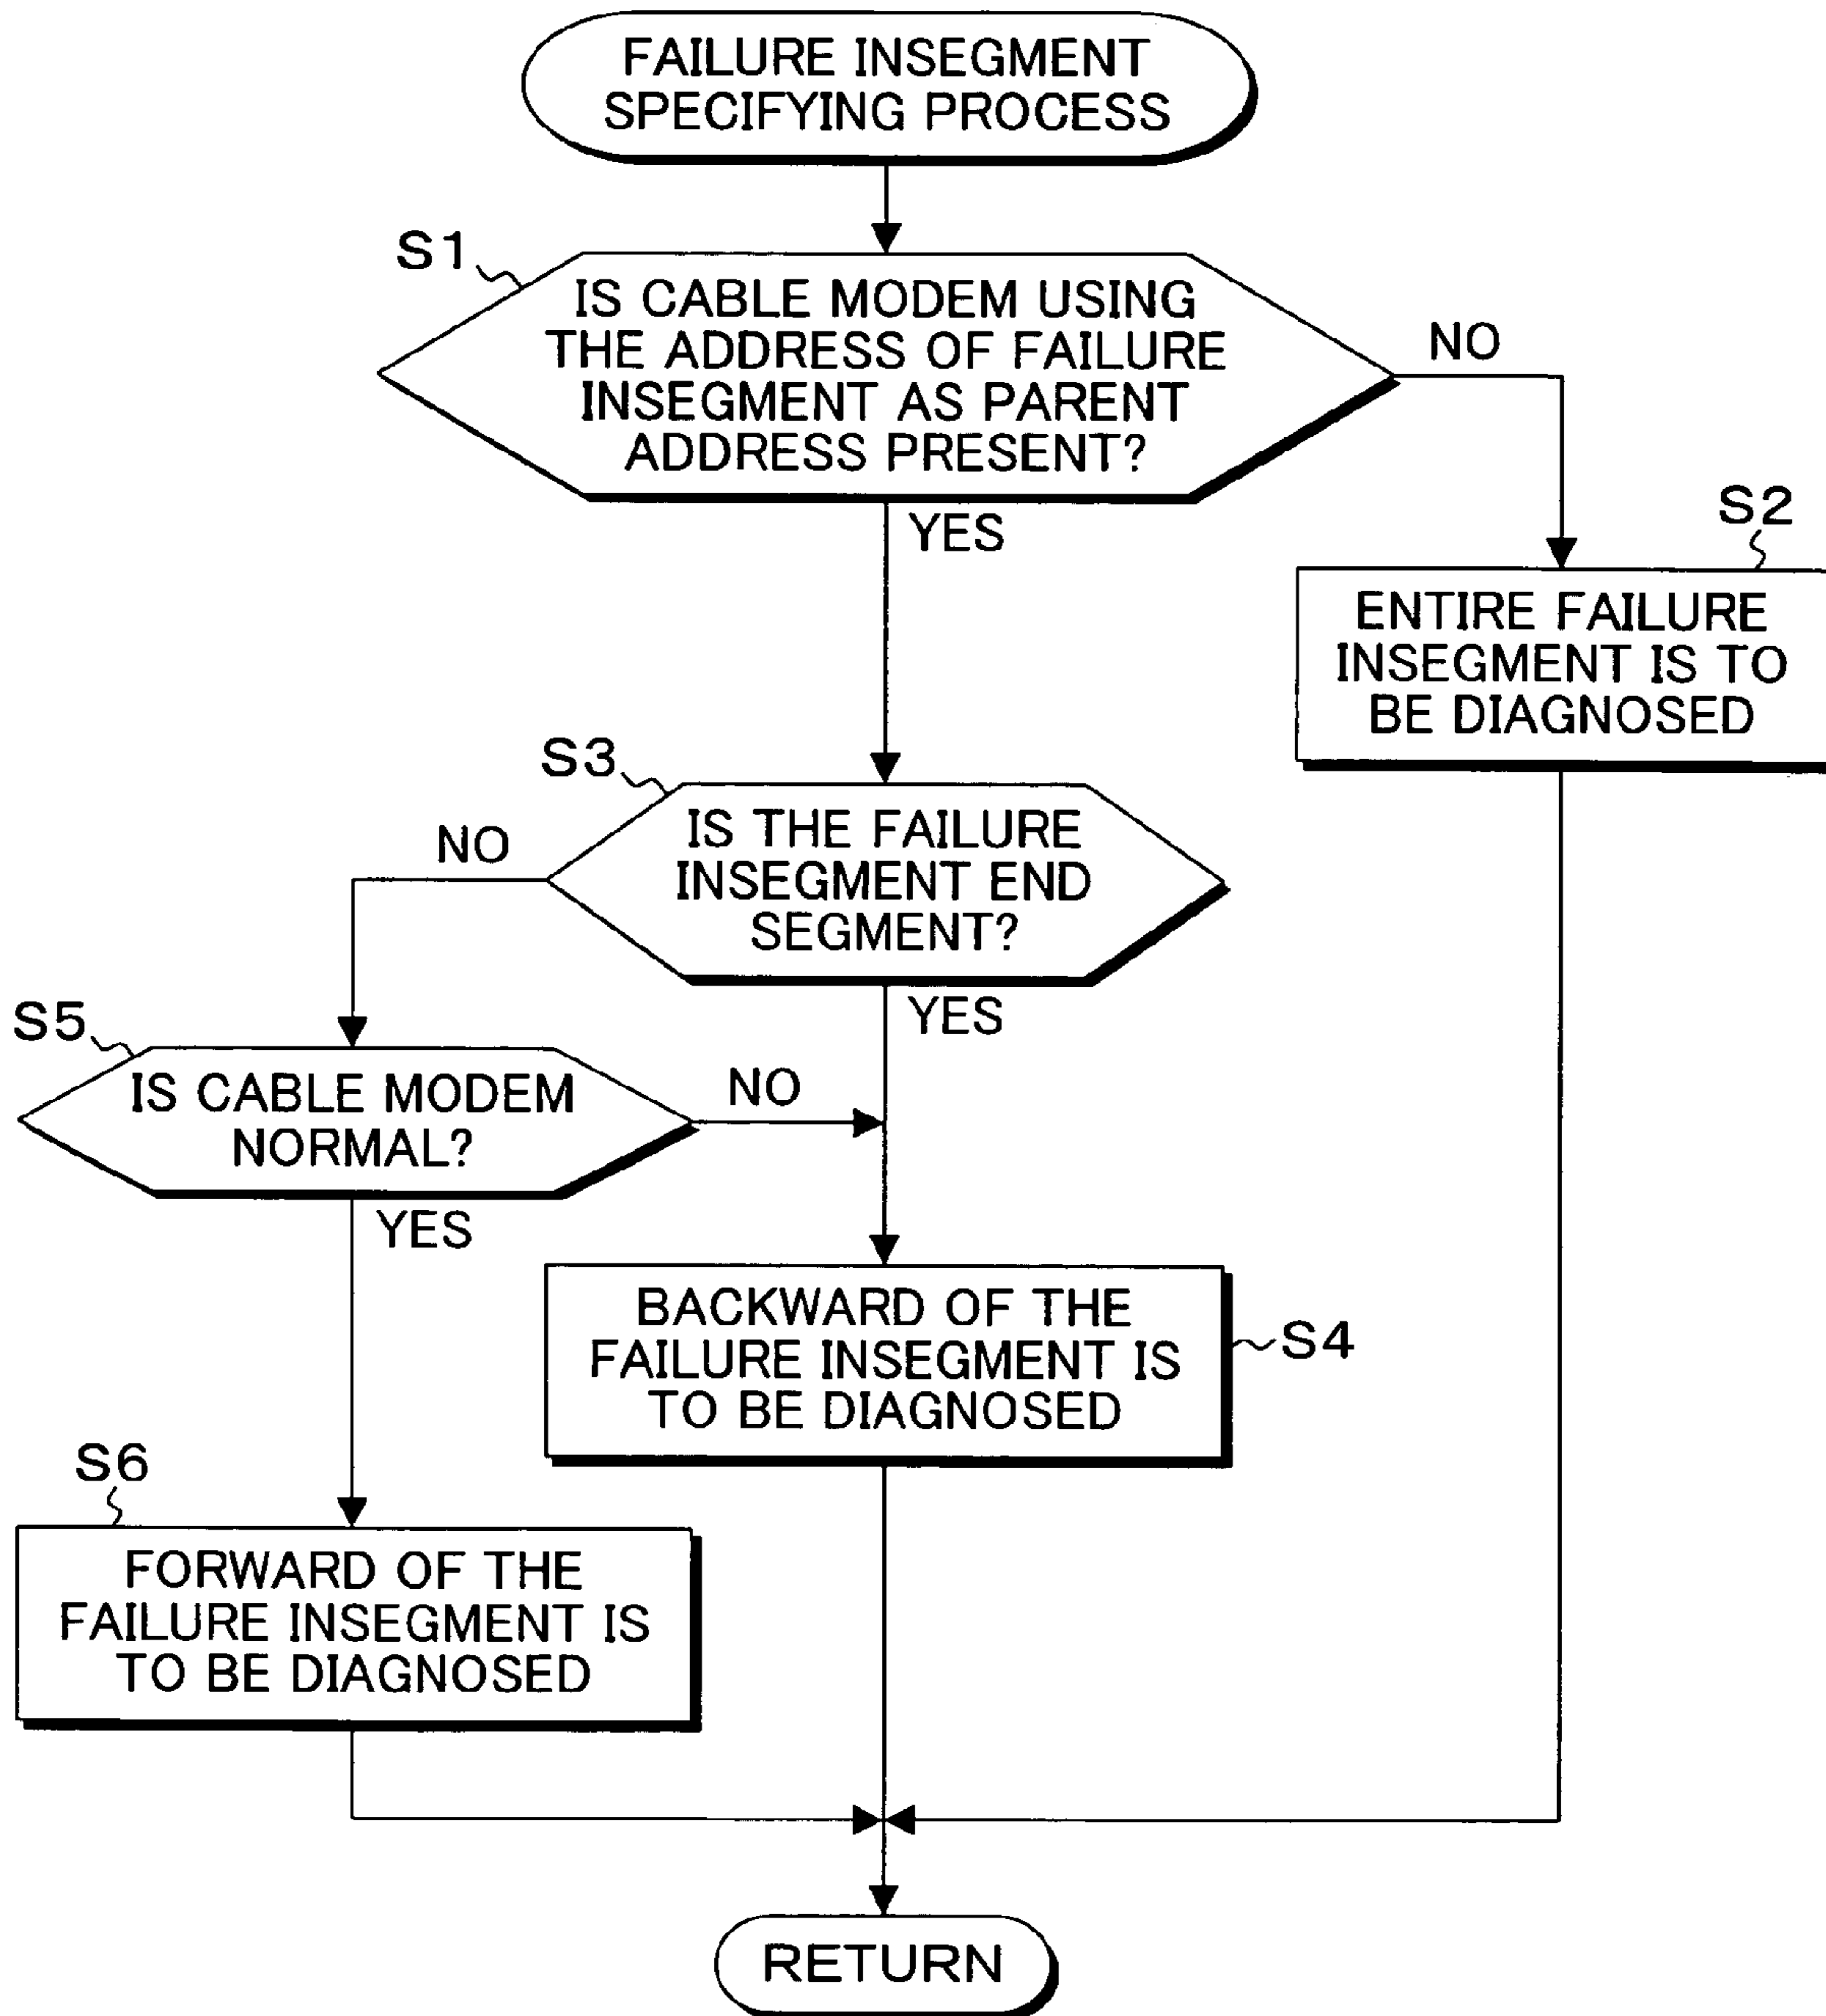 FAILURE INSEGMENT
SPECIFYING PROCESS
S1
IS CABLE MODEM USING
THE ADDRESS OF FAILURE
INSEGMENT AS PARENT
ADDRESS PRESENT?
NO
YES
S2
ENTIRE FAILURE
INSEGMENT IS TO
BE DIAGNOSED
S3
IS THE FAILURE
INSEGMENT END
SEGMENT?
NO
YES
S5
IS CABLE MODEM
NORMAL?
NO
YES
BACKWARD OF THE
FAILURE INSEGMENT IS
TO BE DIAGNOSED
S4
S6
FORWARD OF THE
FAILURE INSEGMENT IS
TO BE DIAGNOSED
RETURN